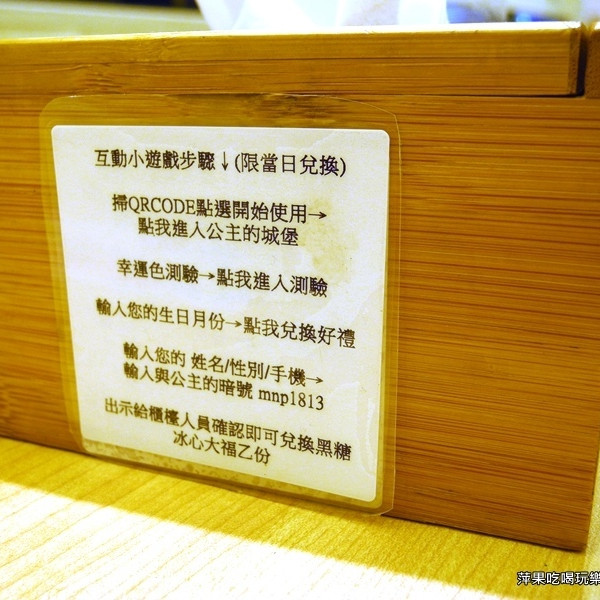 互動小遊戲步驟↓(限當日兌換)
掃QRCODE點選開始使用→
點我進入公主的城堡
幸運色測驗→點我進入測驗
輸入您的生日月份→點我兌換好禮
輸入您的 姓名/性別/手機→
輸入與公主的暗號 mnp1813
出示給櫃檯人員確認即可兌換黑糖
冰心大福乙份
萍果吃喝玩樂